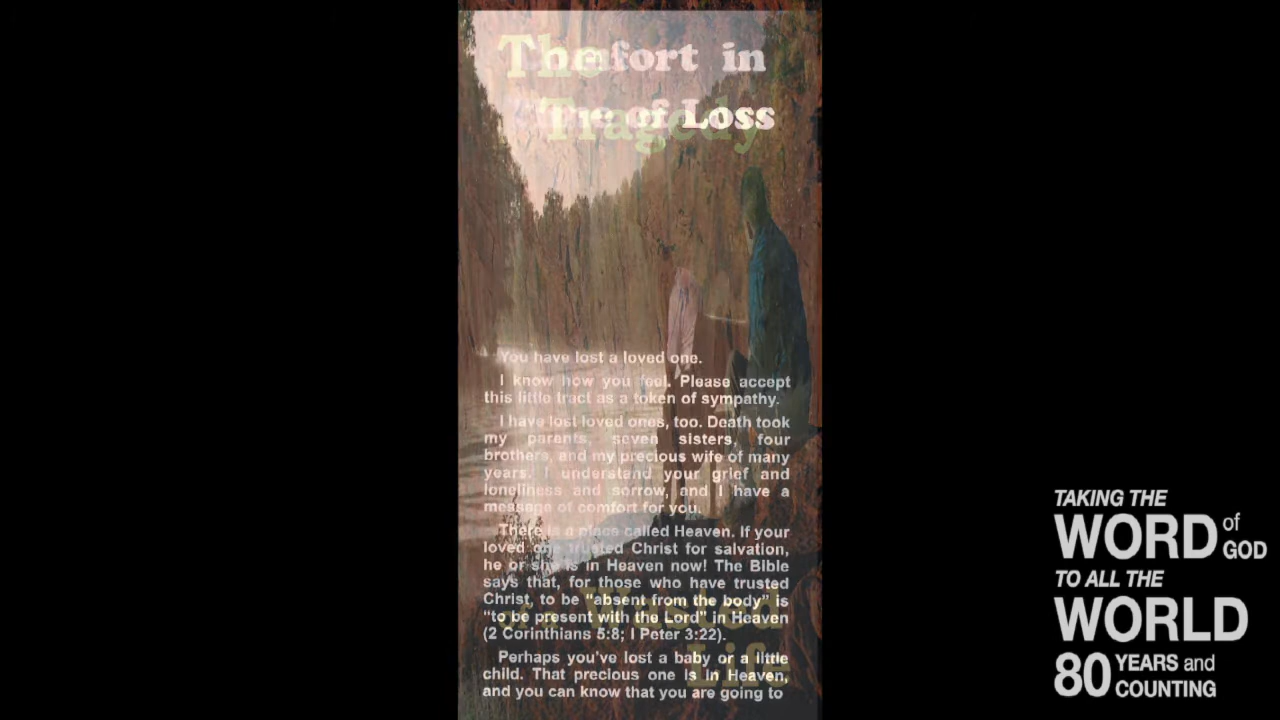 The
Comfort in
Tragedy
Time of Loss
You have lost a loved one.
I know how you feel. Please accept
this little tract as a token of sympathy.
I have lost loved ones, too. Death took
my parents, seven sisters, four
brothers, and my precious wife of many
years. I understand your grief and
loneliness and sorrow, and I have a
message of comfort for you.
There is a place called Heaven. If your
loved one trusted Christ for salvation,
he or she is in Heaven now! The Bible
says that, for those who have trusted
Christ, to be “absent from the body” is
“to be present with the Lord” in Heaven
(2 Corinthians 5:8; I Peter 3:22).
of a Wasted
Life
Perhaps you’ve lost a baby or a little
child. That precious one is in Heaven,
and you can know that you are going to
TAKING THE
WORD of GOD
TO ALL THE
WORLD
80 YEARS and COUNTING